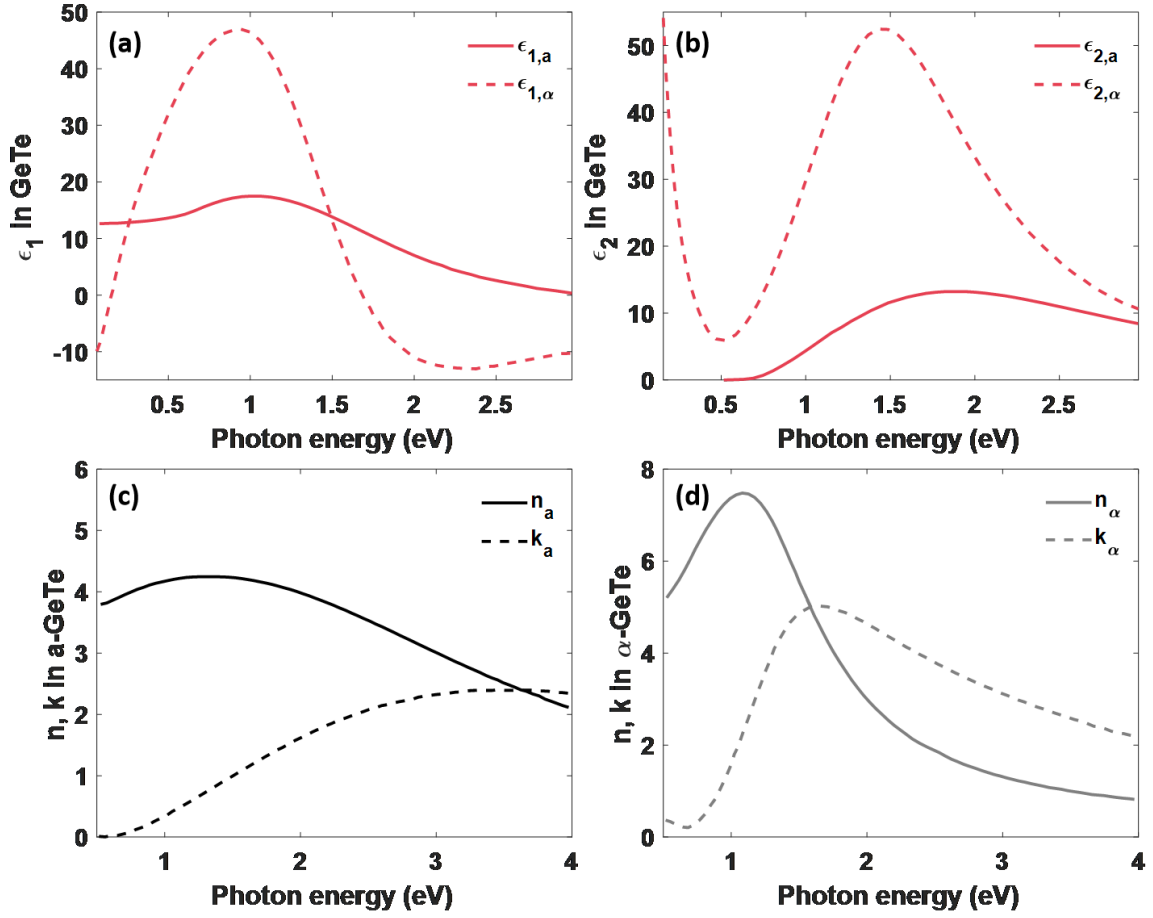 (a)
ϵ1,a
ϵ1,α
50
40
30
20
10
0
-10
ϵ1 In GeTe
0.5
1
1.5
2
2.5
Photon energy (eV)
(b)
ϵ2,a
ϵ2,α
50
40
30
20
10
0
ϵ2 In GeTe
0.5
1
1.5
2
2.5
Photon energy (eV)
(c)
na
ka
6
5
4
3
2
1
0
n, k In a-GeTe
1
2
3
4
Photon energy (eV)
(d)
nα
kα
8
6
4
2
0
n, k In α-GeTe
1
2
3
4
Photon energy (eV)